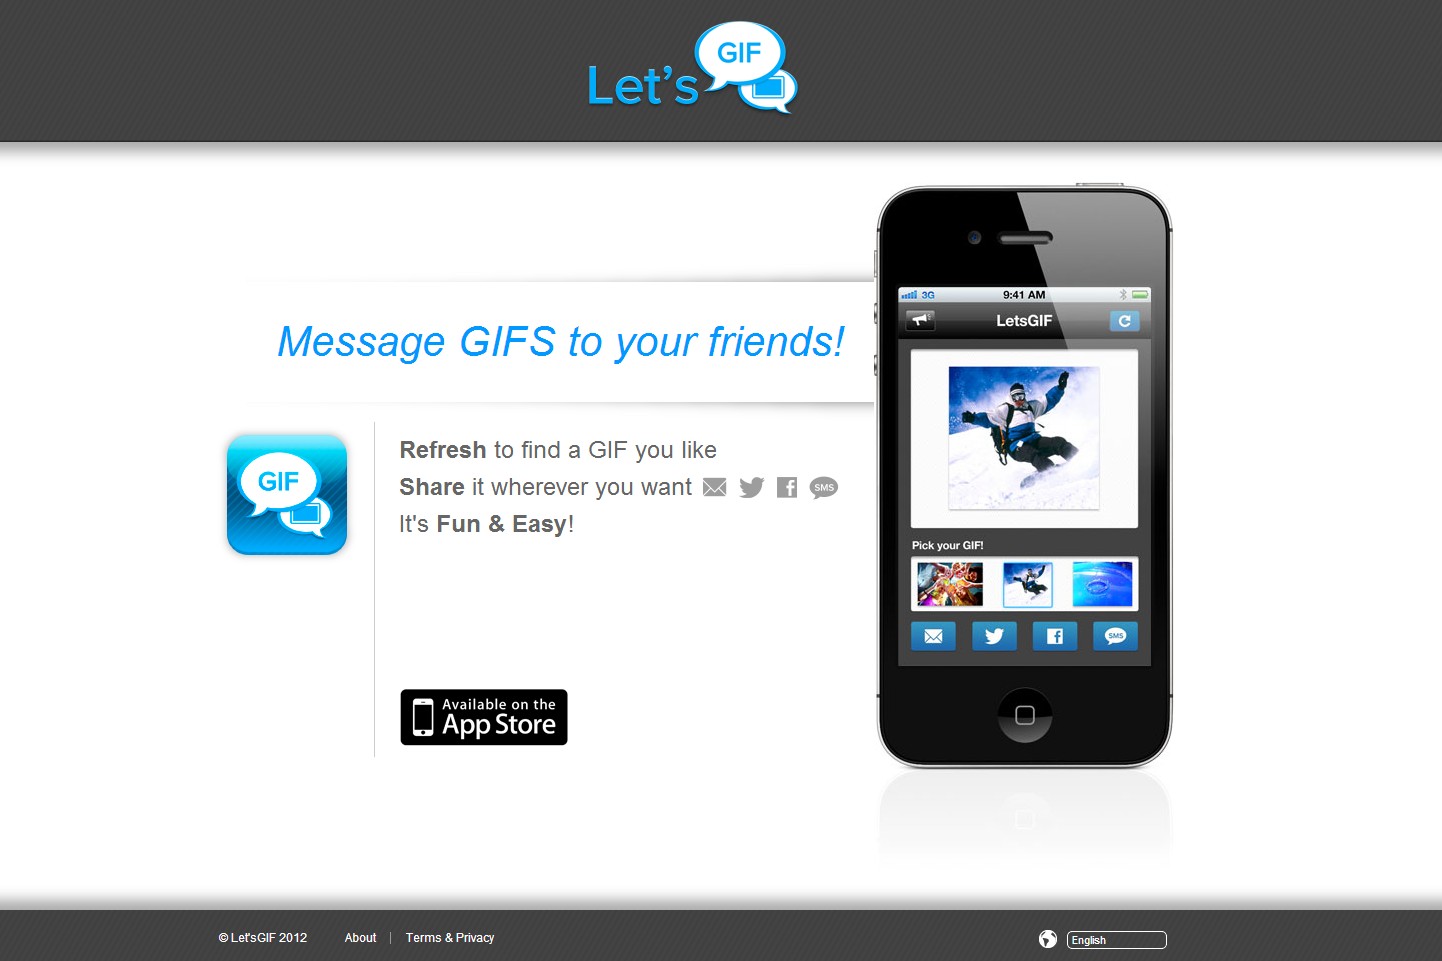 Let's GIF
Message GIFS to your friends!
GIF
Refresh to find a GIF you like
Share it wherever you want SMS
It's Fun & Easy!
Available on the
App Store
3G 9:41 AM
LetsGIF
Pick your GIF!
SMS
© Let'sGIF 2012 About | Terms & Privacy English